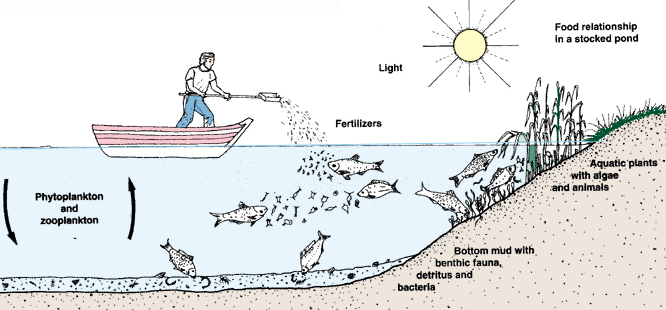 Food relationship
in a stocked pond
Light
Fertilizers
Aquatic plants
with algae
and animals
Phytoplankton
and
zooplankton
Bottom mud with
benthic fauna,
detritus and
bacteria